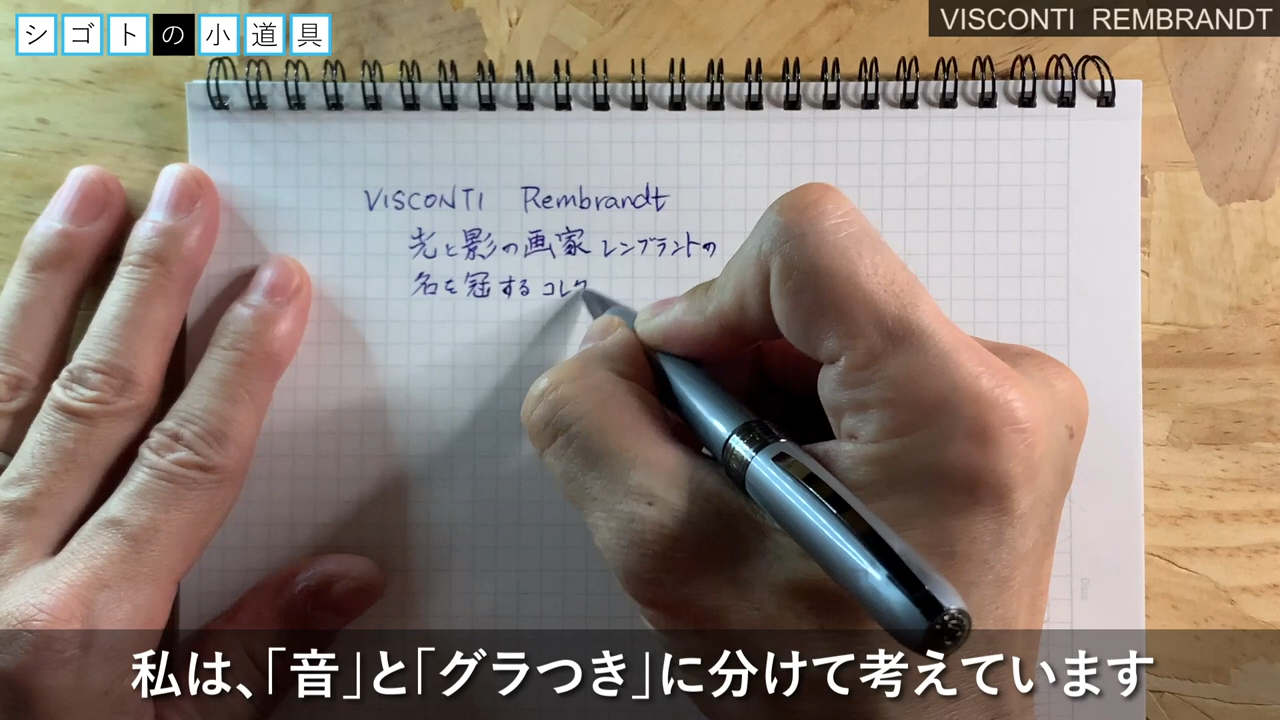 シゴトの小道具
VISCONTI REMBRANDT
VISCONTI Rembrandt
光と影の画家 レンブラントの
名を冠する コレク
私は、「音」と「グラつき」に分けて考えています